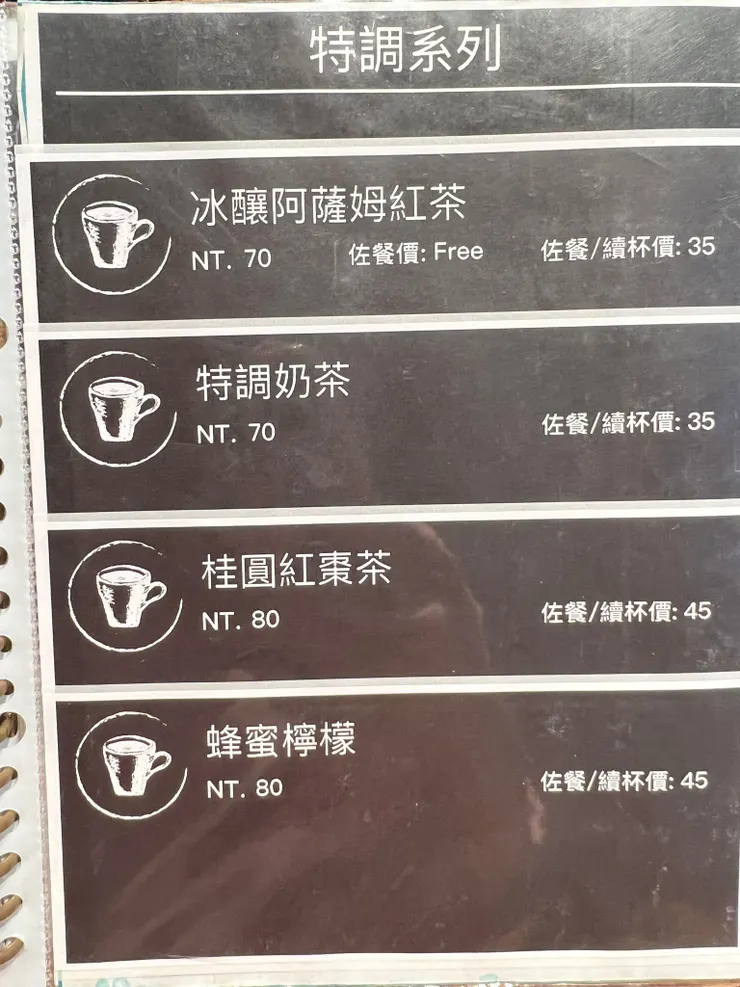 特調系列
冰釀阿薩姆紅茶
NT. 70 佐餐價: Free 佐餐/續杯價: 35
特調奶茶
NT. 70 佐餐/續杯價: 35
桂圓紅棗茶
NT. 80 佐餐/續杯價: 45
蜂蜜檸檬
NT. 80 佐餐/續杯價: 45